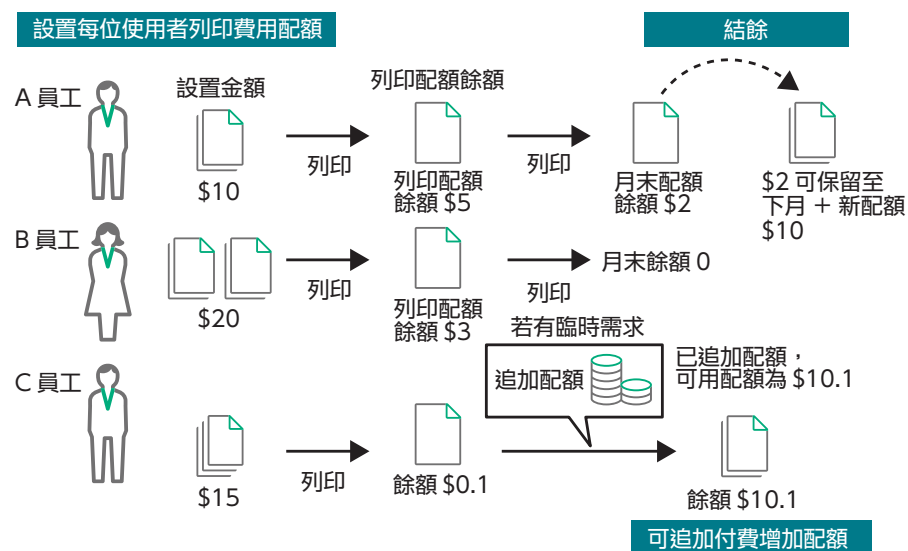 設置每位使用者列印費用配額
結餘
A 員工
設置金額
$10
列印
列印配額餘額
列印配額
餘額 $5
列印
月末配額
餘額 $2
$2 可保留至
下月 + 新配額
$10
B 員工
$20
列印
列印配額
餘額 $3
列印
月末餘額 0
C 員工
$15
列印
餘額 $0.1
若有臨時需求
追加配額
已追加配額，
可用配額為 $10.1
餘額 $10.1
可追加付費增加配額